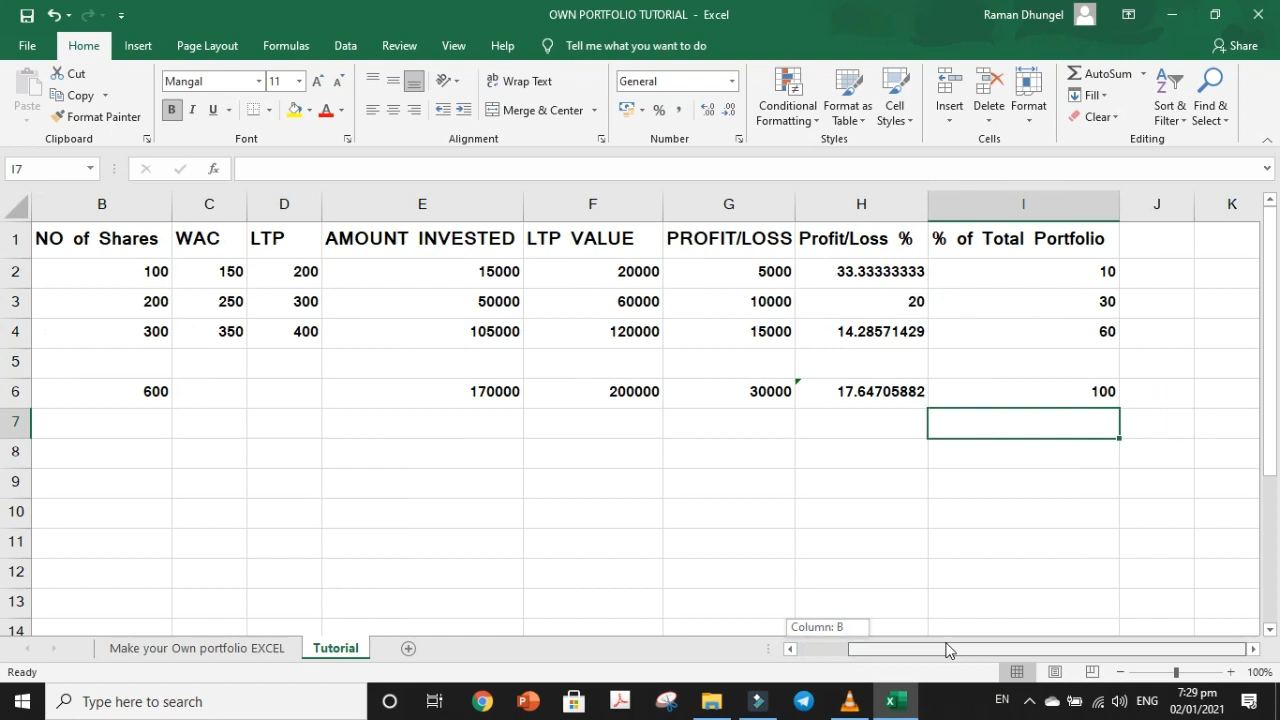 OWN PORTFOLIO TUTORIAL - Excel
Raman Dhungel
File Home Insert Page Layout Formulas Data Review View Help Tell me what you want to do Share
Paste Cut Copy Format Painter Clipboard
Mangal 11 A A B I U A Font
ab Wrap Text Merge & Center Alignment
General % , .0 .00 .00 .0 Number
Conditional Formatting Format as Table Cell Styles Styles
Insert Delete Format Cells
AutoSum Fill Clear Sort & Filter Find & Select Editing
I7 fx
B C D E F G H I J K
1 NO of Shares WAC LTP AMOUNT INVESTED LTP VALUE PROFIT/LOSS Profit/Loss % % of Total Portfolio
2 100 150 200 15000 20000 5000 33.33333333 10
3 200 250 300 50000 60000 10000 20 30
4 300 350 400 105000 120000 15000 14.28571429 60
5
6 600 170000 200000 30000 17.64705882 100
7
8
9
10
11
12
13
14
Column: B
Make your Own portfolio EXCEL Tutorial
Ready 100%
Type here to search EN ENG 7:29 pm
02/01/2021